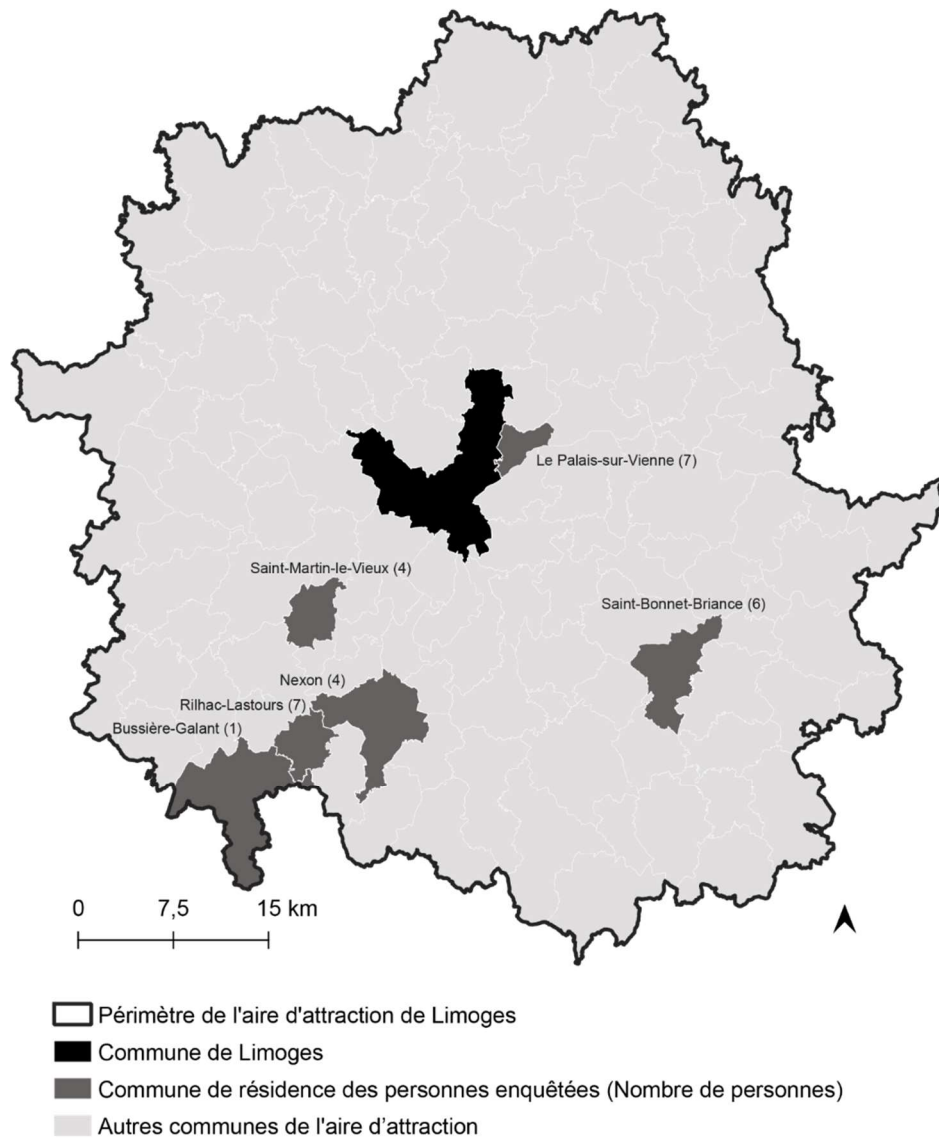 Le Palais-sur-Vienne (7)
Saint-Martin-le-Vieux (4)
Saint-Bonnet-Briance (6)
Nexon (4)
Rilhac-Lastours (7)
Bussière-Galant (1)
0 7,5 15 km
Périmètre de l'aire d'attraction de Limoges
Commune de Limoges
Commune de résidence des personnes enquêtées (Nombre de personnes)
Autres communes de l'aire d'attraction